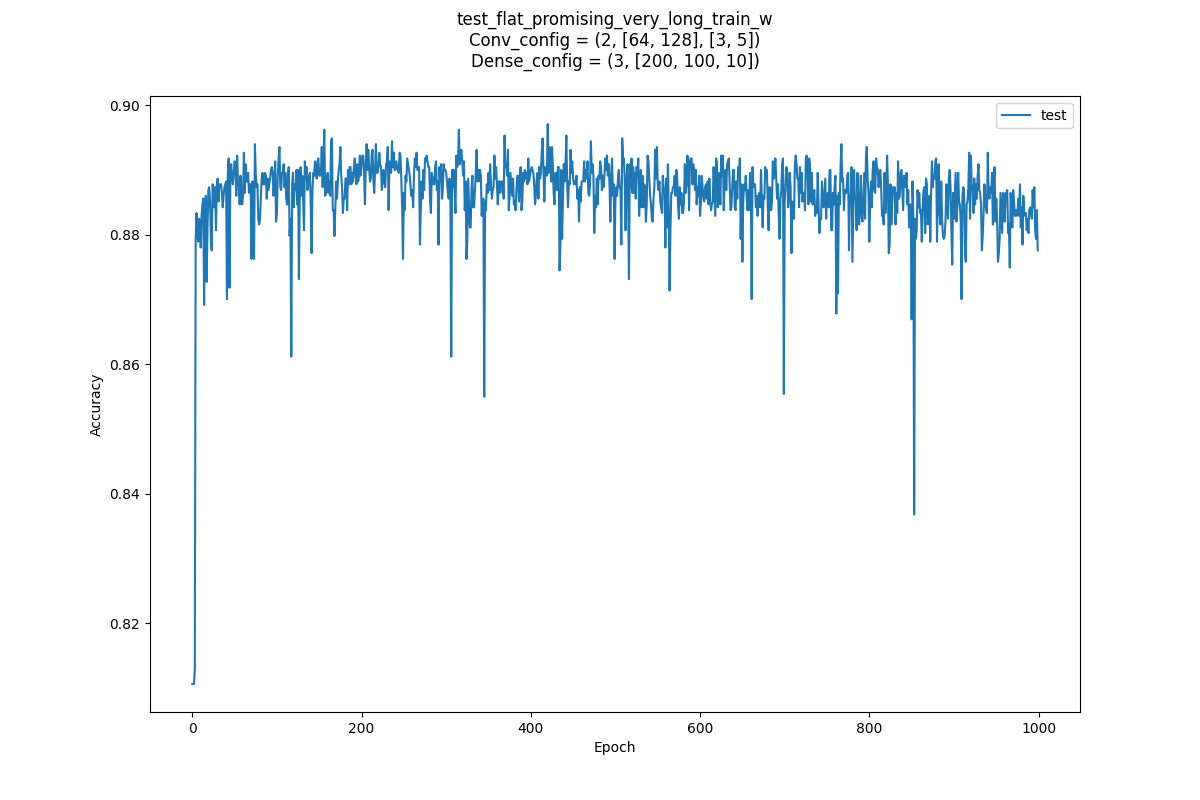 test_flat_promising_very_long_train_w
Conv_config = (2, [64, 128], [3, 5])
Dense_config = (3, [200, 100, 10])
test
0.90
0.88
0.86
0.84
0.82
Accuracy
0
200
400
600
800
1000
Epoch